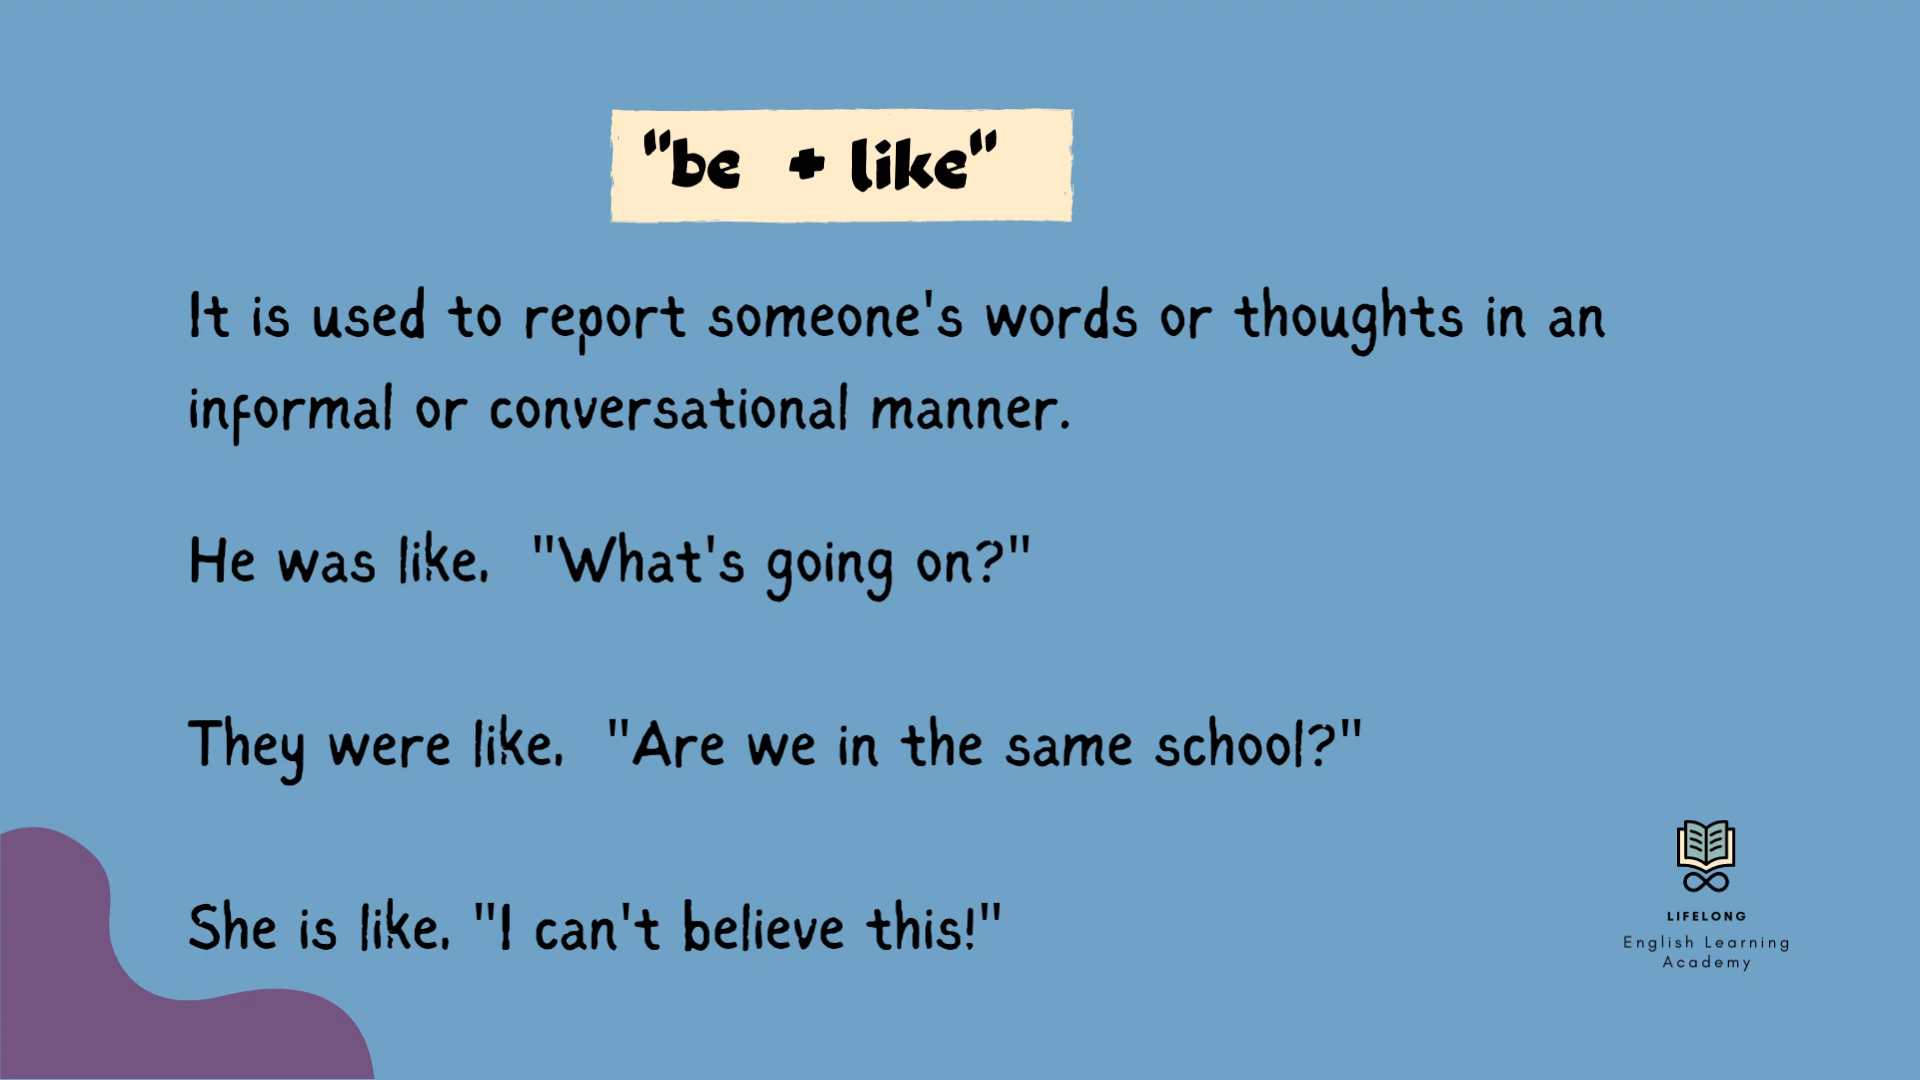 "be + like"
It is used to report someone's words or thoughts in an
informal or conversational manner.
He was like, "What's going on?"
They were like, "Are we in the same school?"
She is like, "I can't believe this!"
LIFELONG
English Learning
Academy